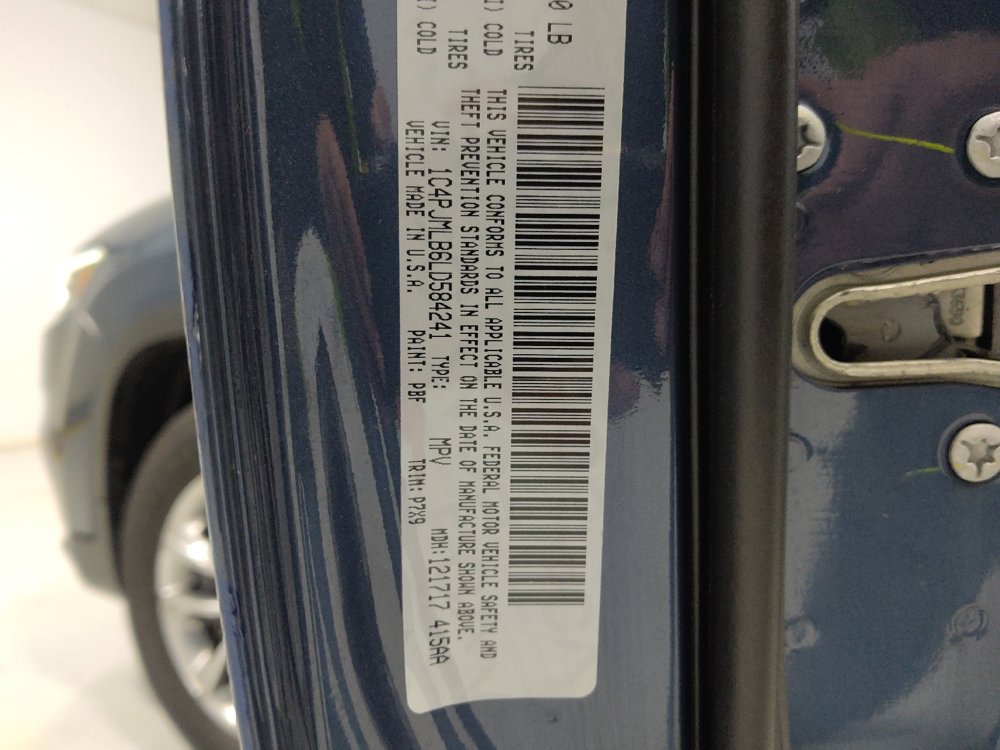 0 LB
TIRES
I) COLD
TIRES
I) COLD
THIS VEHICLE CONFORMS TO ALL APPLICABLE U.S.A. FEDERAL MOTOR VEHICLE SAFETY AND
THEFT PREVENTION STANDARDS IN EFFECT ON THE DATE OF MANUFACTURE SHOWN ABOVE.
VIN: 1C4PJMLB6LD584241 TYPE: MPV MDH:121717 415AA
VEHICLE MADE IN U.S.A. PAINT: PBF TRIM: P7X9